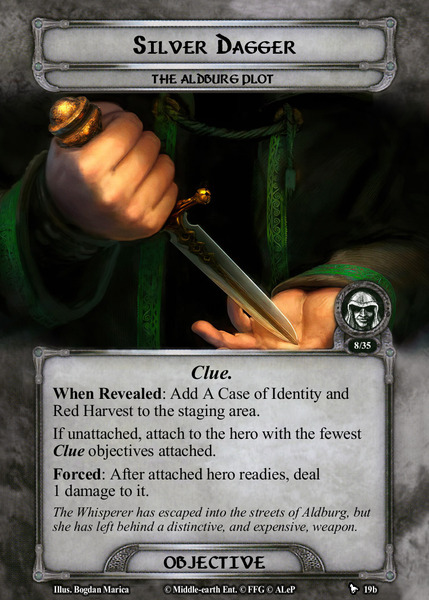 Silver Dagger
The Aldburg Plot
8/35
Clue.
When Revealed: Add A Case of Identity and
Red Harvest to the staging area.
If unattached, attach to the hero with the fewest
Clue objectives attached.
Forced: After attached hero readies, deal
1 damage to it.
The Whisperer has escaped into the streets of Aldburg, but
she has left behind a distinctive, and expensive, weapon.
OBJECTIVE
Illus. Bogdan Marica © Middle-earth Ent. © FFG © ALeP 19b